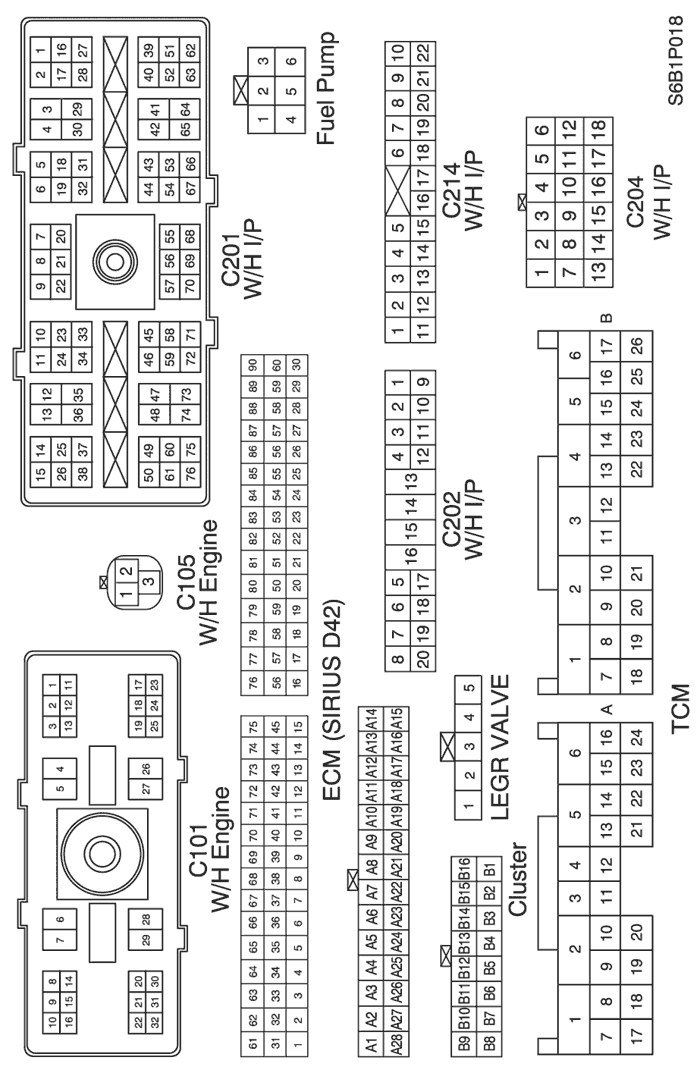 10 9 8 7 6 5 4 3 2 1
16 15 14 13 12 11
22 21 20 29 28 27 26 19 18 17
32 31 30 25 24 23
C101
W/H Engine
1 2
3
C105
W/H Engine
15 14 13 12 11 10 9 8 7 6 5 4 3 2 1
26 25 36 35 24 23 22 21 20 19 18 30 29 17 16
38 37 34 33 32 31 28 27
50 49 48 47 46 45 57 56 55 44 43 42 41 40 39
61 60 74 73 59 58 70 69 68 54 53 65 64 52 51
76 75 72 71 67 66 63 62
C201
W/H I/P
61 62 63 64 65 66 67 68 69 70 71 72 73 74 75
31 32 33 34 35 36 37 38 39 40 41 42 43 44 45
1 2 3 4 5 6 7 8 9 10 11 12 13 14 15
76 77 78 79 80 81 82 83 84 85 86 87 88 89 90
56 57 58 59 50 51 52 53 54 55 56 57 58 59 60
16 17 18 19 20 21 22 23 24 25 26 27 28 29 30
ECM (SIRIUS D42)
1 2 3
4 5 6
Fuel Pump
A1 A2 A3 A4 A5 A6 A7 A8 A9 A10 A11 A12 A13 A14
A28 A27 A26 A25 A24 A23 A22 A21 A20 A19 A18 A17 A16 A15
B9 B10 B11 B12 B13 B14 B15 B16
B8 B7 B6 B5 B4 B3 B2 B1
Cluster
1 2 3 4 5
LEGR VALVE
8 7 6 5 16 15 14 13 4 3 2 1
20 19 18 17 12 11 10 9
C202
W/H I/P
1 2 3 4 5 6 7 8 9 10
11 12 13 14 15 16 17 18 19 20 21 22
C214
W/H I/P
1 2 3 4 5 6
7 8 9 10 11 12
13 14 15 16 17 18
C204
W/H I/P
A
1 2 3 4 5 6
7 8 9 10 11 12 13 14 15 16
17 18 19 20 21 22 23 24
B
1 2 3 4 5 6
7 8 9 10 11 12 13 14 15 16 17
18 19 20 21 22 23 24 25 26
TCM
S6B1P018